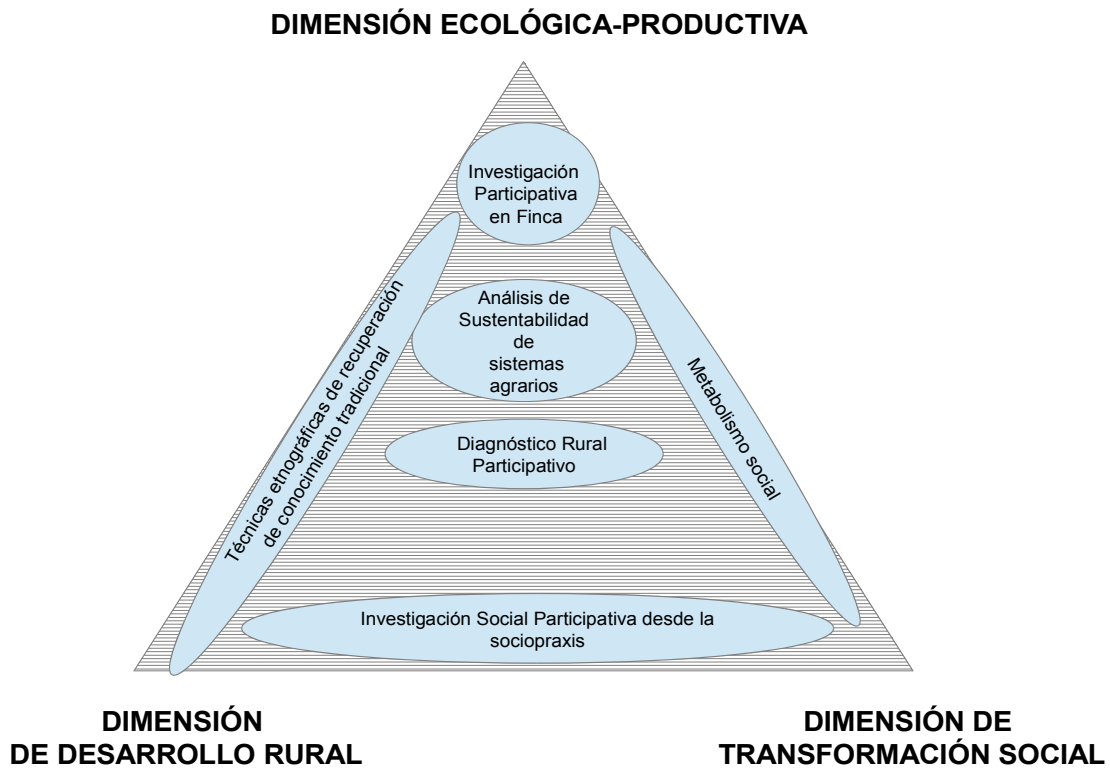 DIMENSIÓN ECOLÓGICA-PRODUCTIVA
Investigación
Participativa
en Finca
Análisis de
Sustentabilidad
de
sistemas
agrarios
Técnicas etnográficas de recuperación
de conocimiento tradicional
Metabolismo social
Diagnóstico Rural
Participativo
Investigación Social Participativa desde la
sociopraxis
DIMENSIÓN
DE DESARROLLO RURAL
DIMENSIÓN DE
TRANSFORMACIÓN SOCIAL